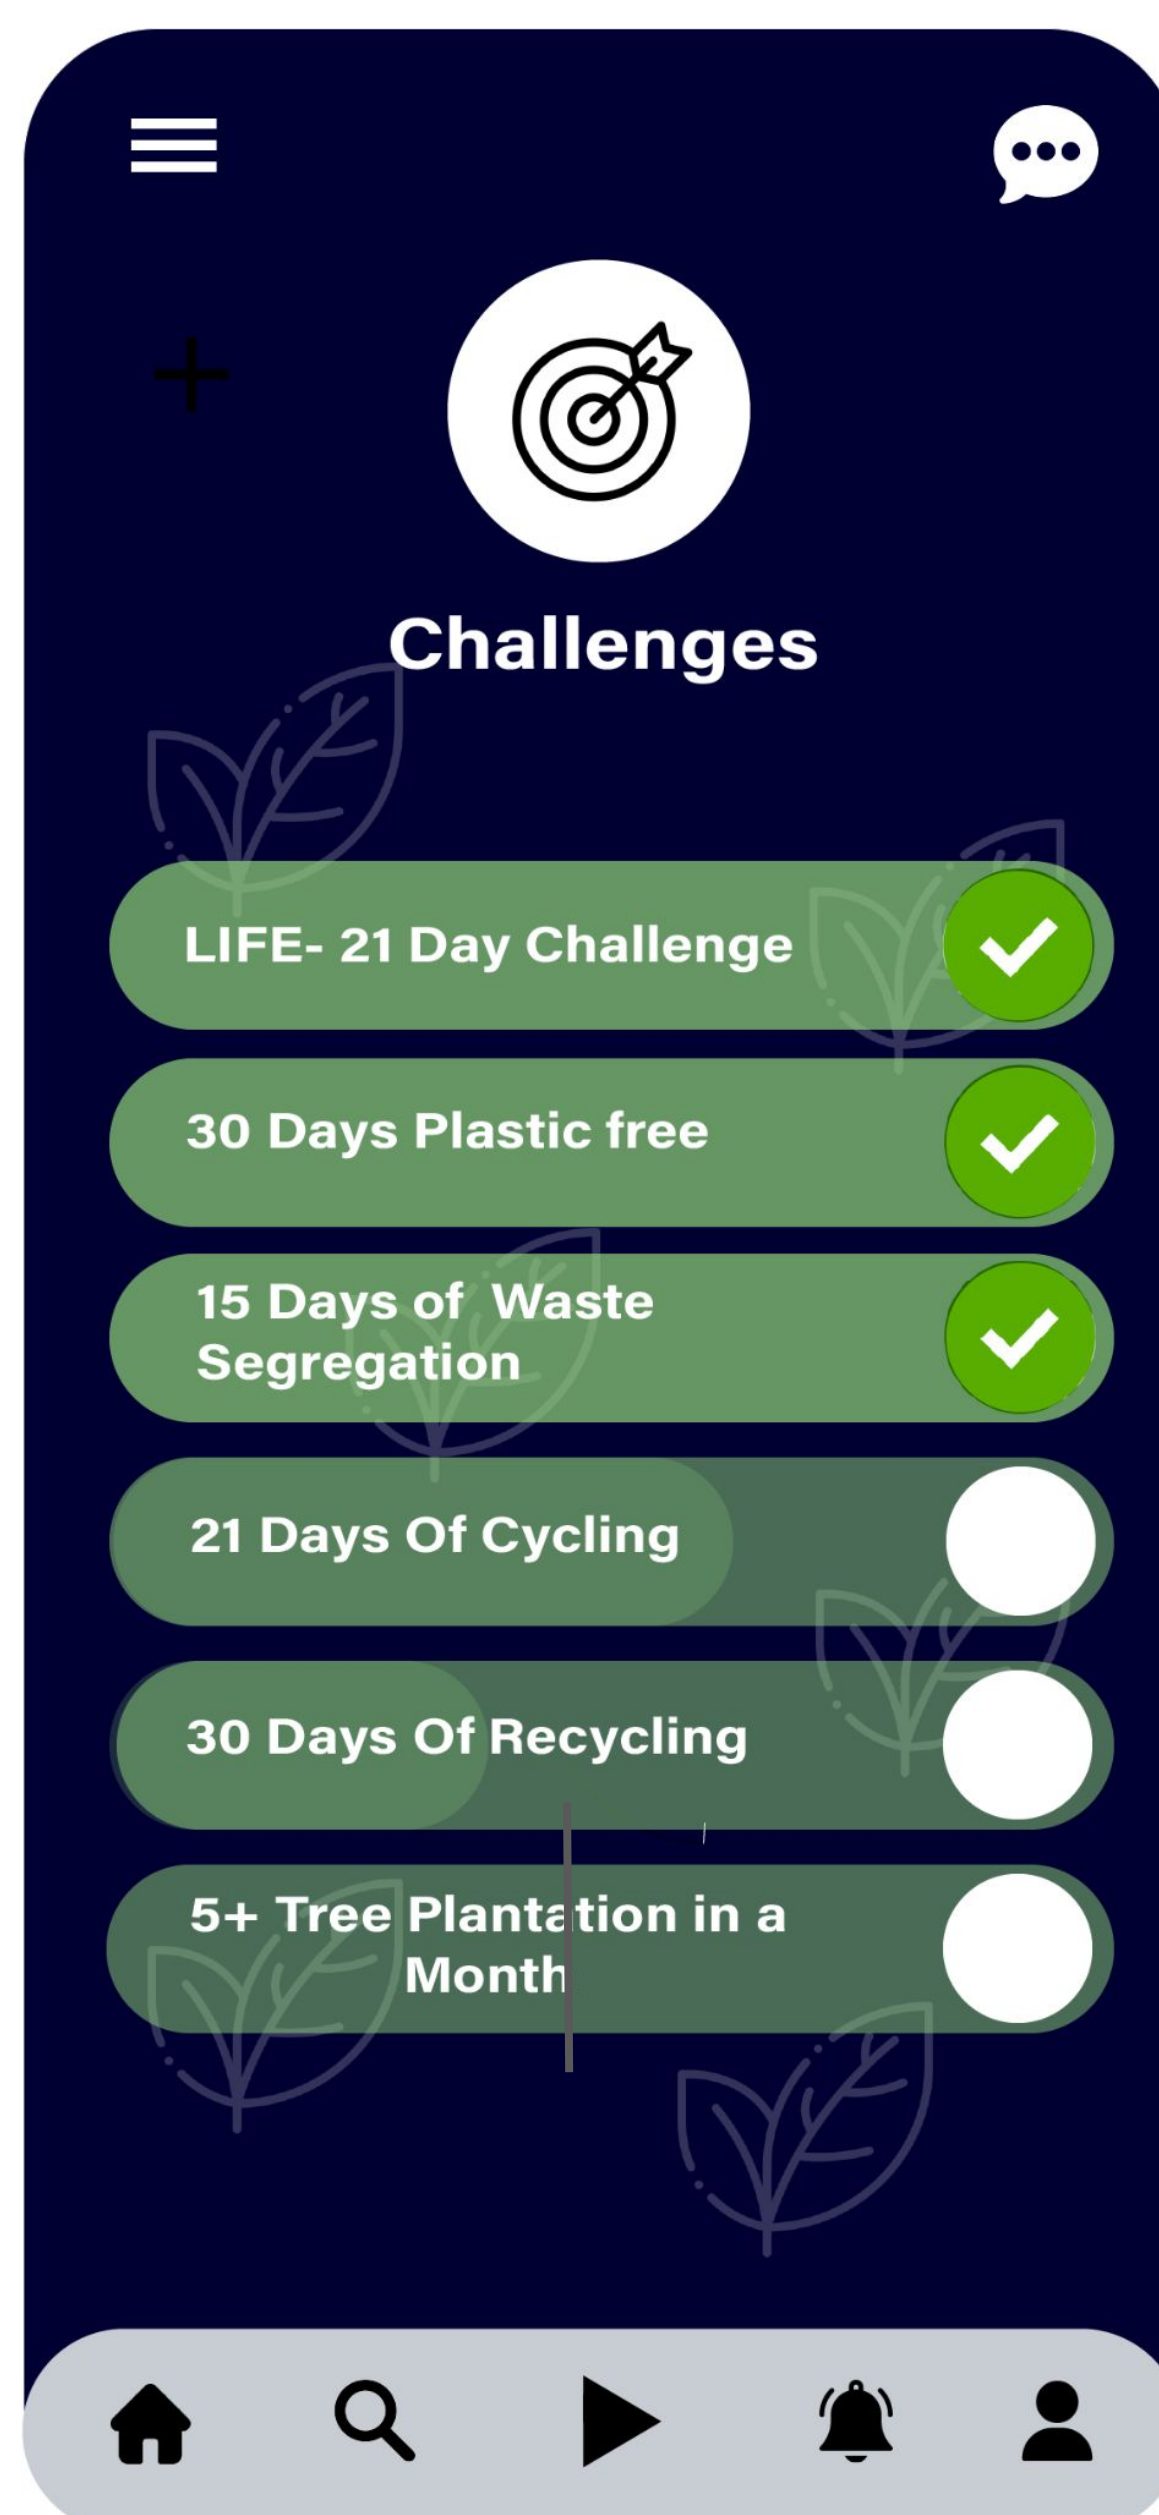 Challenges
LIFE- 21 Day Challenge
30 Days Plastic free
15 Days of Waste
Segregation
21 Days Of Cycling
30 Days Of Recycling
5+ Tree Plantation in a
Month